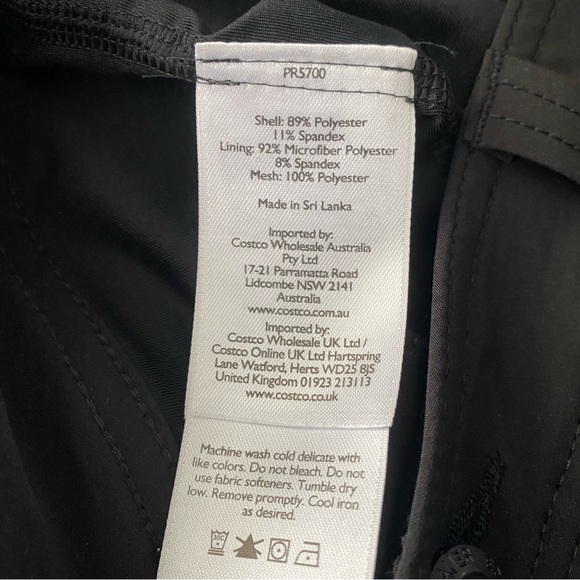 PR5700
Shell: 89% Polyester
11% Spandex
Lining: 92% Microfiber Polyester
8% Spandex
Mesh: 100% Polyester
Made in Sri Lanka
Imported by:
Costco Wholesale Australia
Pty Ltd
17-21 Parramatta Road
Lidcombe NSW 2141
Australia
www.costco.com.au
Imported by:
Costco Wholesale UK Ltd /
Costco Online UK Ltd Hartspring
Lane Watford, Herts WD25 8JS
United Kingdom 01923 213113
www.costco.co.uk
Machine wash cold delicate with
like colors. Do not bleach. Do not
use fabric softeners. Tumble dry
low. Remove promptly. Cool iron
as desired.
30C